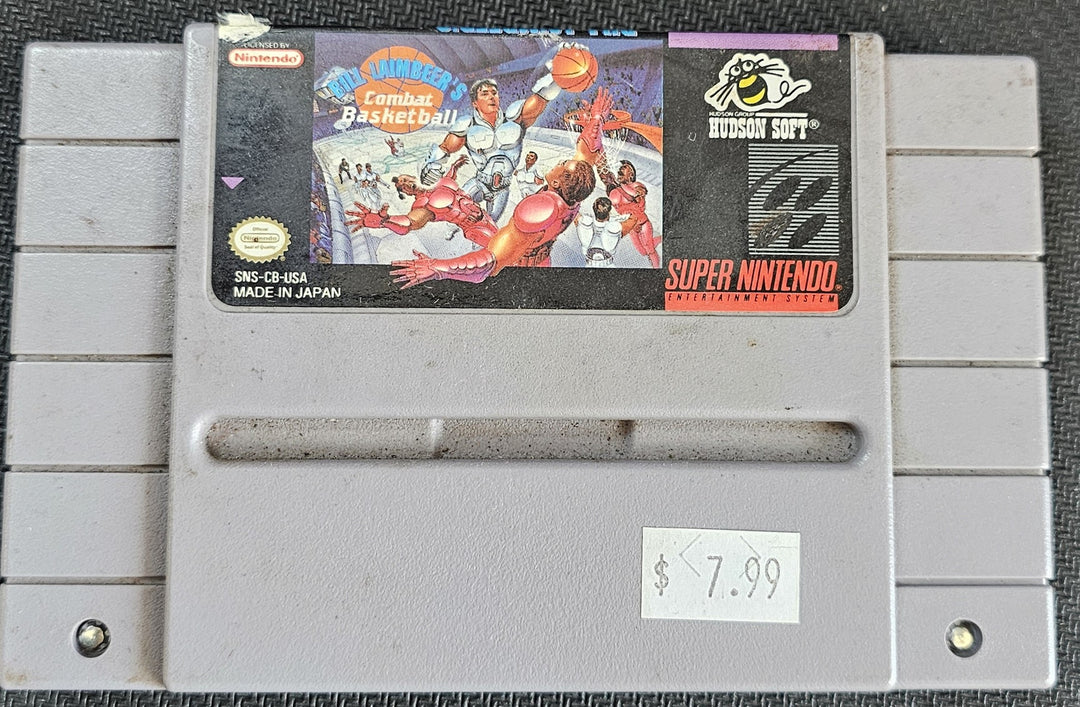 LICENSED BY
Nintendo®
BILL LAIMBEER'S
Combat
Basketball
HUDSON GROUP
HUDSON SOFT®
Official
Nintendo
Seal of Quality
SNS-CB-USA
MADE IN JAPAN
SUPER NINTENDO®
ENTERTAINMENT SYSTEM
$ 7.99